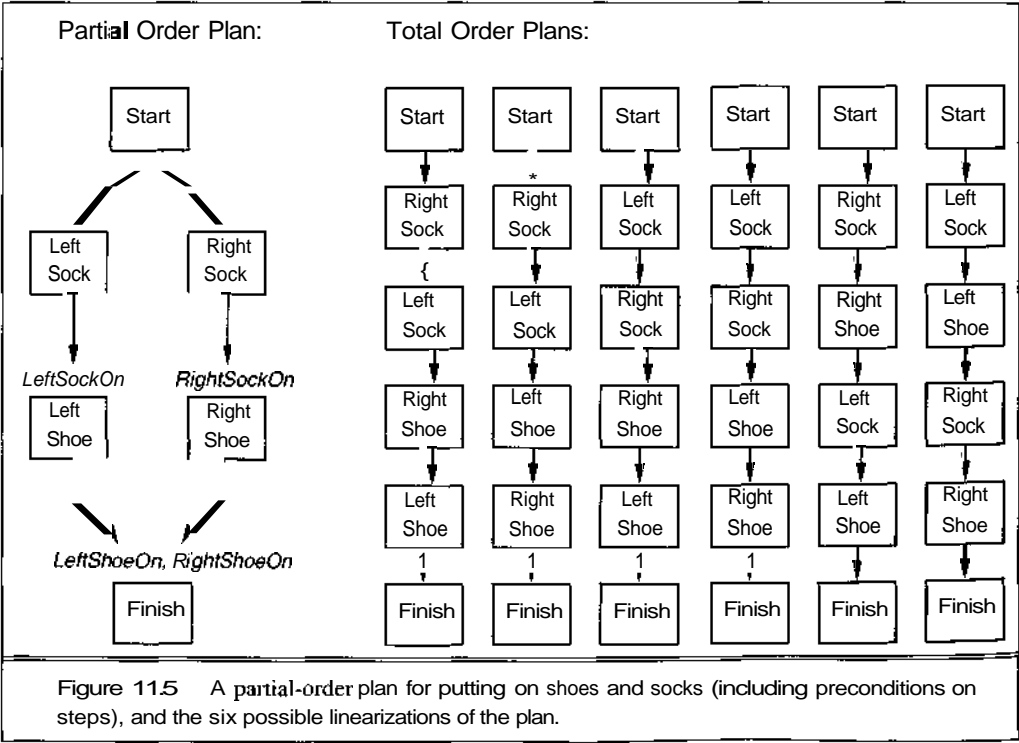 Partial Order Plan:
Total Order Plans:
Start
Left
Sock
Right
Sock
LeftSockOn
RightSockOn
Left
Shoe
Right
Shoe
LeftShoeOn, RightShoeOn
Finish
Start
Right
Sock
{
Left
Sock
Right
Shoe
Left
Shoe
1
Finish
Start
*
Right
Sock
Left
Sock
Left
Shoe
Right
Shoe
1
Finish
Start
Left
Sock
Right
Sock
Right
Shoe
Left
Shoe
1
Finish
Start
Left
Sock
Right
Sock
Left
Shoe
Right
Shoe
1
Finish
Start
Right
Sock
Right
Shoe
Left
Sock
Left
Shoe
Finish
Start
Left
Sock
Left
Shoe
Right
Sock
Right
Shoe
Finish
Figure 11.5 A partial-order plan for putting on shoes and socks (including preconditions on
steps), and the six possible linearizations of the plan.